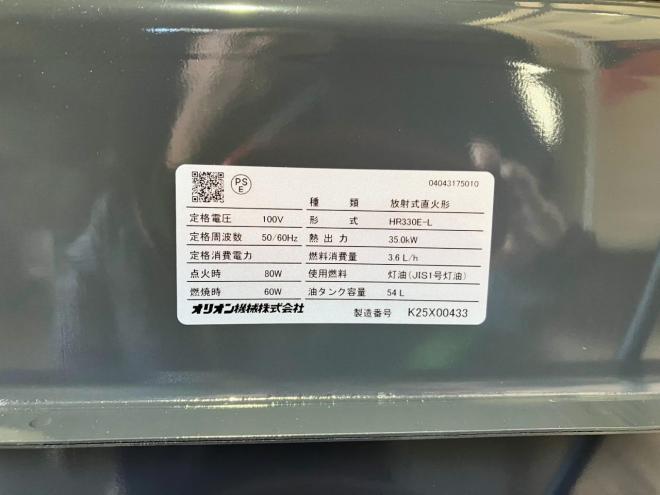 PS
E
04043175010
種類 放射式直火形
定格電圧 100V 形式 HR330E-L
定格周波数 50/60Hz 熱出力 35.0kW
定格消費電力 燃料消費量 3.6 L/h
点火時 80W 使用燃料 灯油(JIS1号灯油)
燃焼時 60W 油タンク容量 54 L
オリオン機械株式会社 製造番号 K25X00433